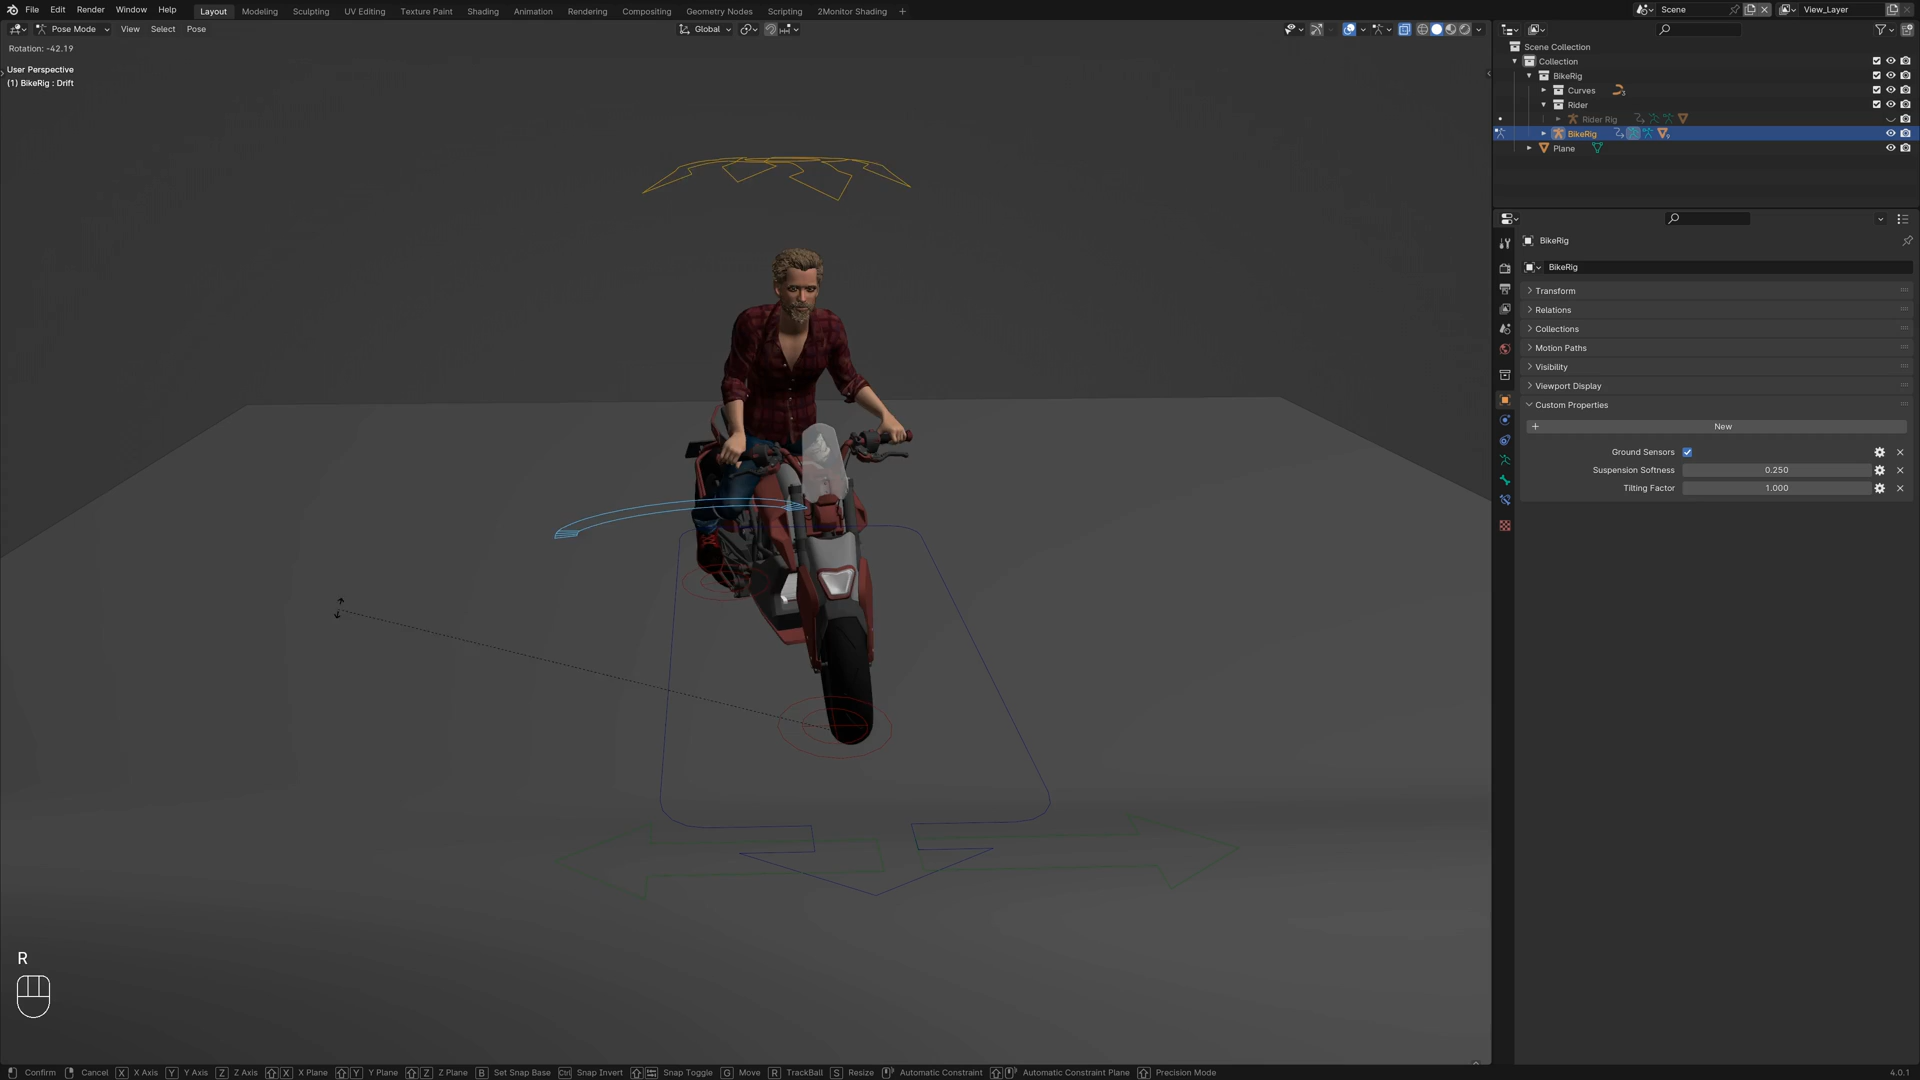 File Edit Render Window Help Layout Modeling Sculpting UV Editing Texture Paint Shading Animation Rendering Compositing Geometry Nodes Scripting 2Monitor Shading + Scene View_Layer
Pose Mode View Select Pose Global
Rotation: -42.19
User Perspective
(1) BikeRig : Drift
Scene Collection
Collection
BikeRig
Curves 3
Rider
Rider Rig
BikeRig
Plane
BikeRig
BikeRig
Transform
Relations
Collections
Motion Paths
Visibility
Viewport Display
Custom Properties
+ New
Ground Sensors
Suspension Softness 0.250
Tilting Factor 1.000
R
Confirm Cancel X X Axis Y Y Axis Z Z Axis X X Plane Y Y Plane Z Z Plane B Set Snap Base Ctrl Snap Invert Snap Toggle G Move R TrackBall S Resize Automatic Constraint Automatic Constraint Plane Precision Mode 4.0.1